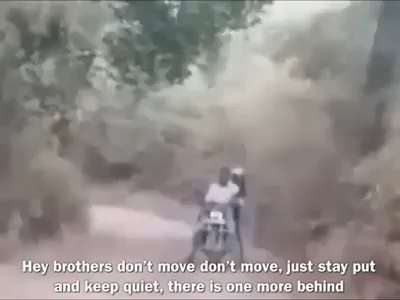 Hey brothers don't move don't move, just stay put
and keep quiet, there is one more behind